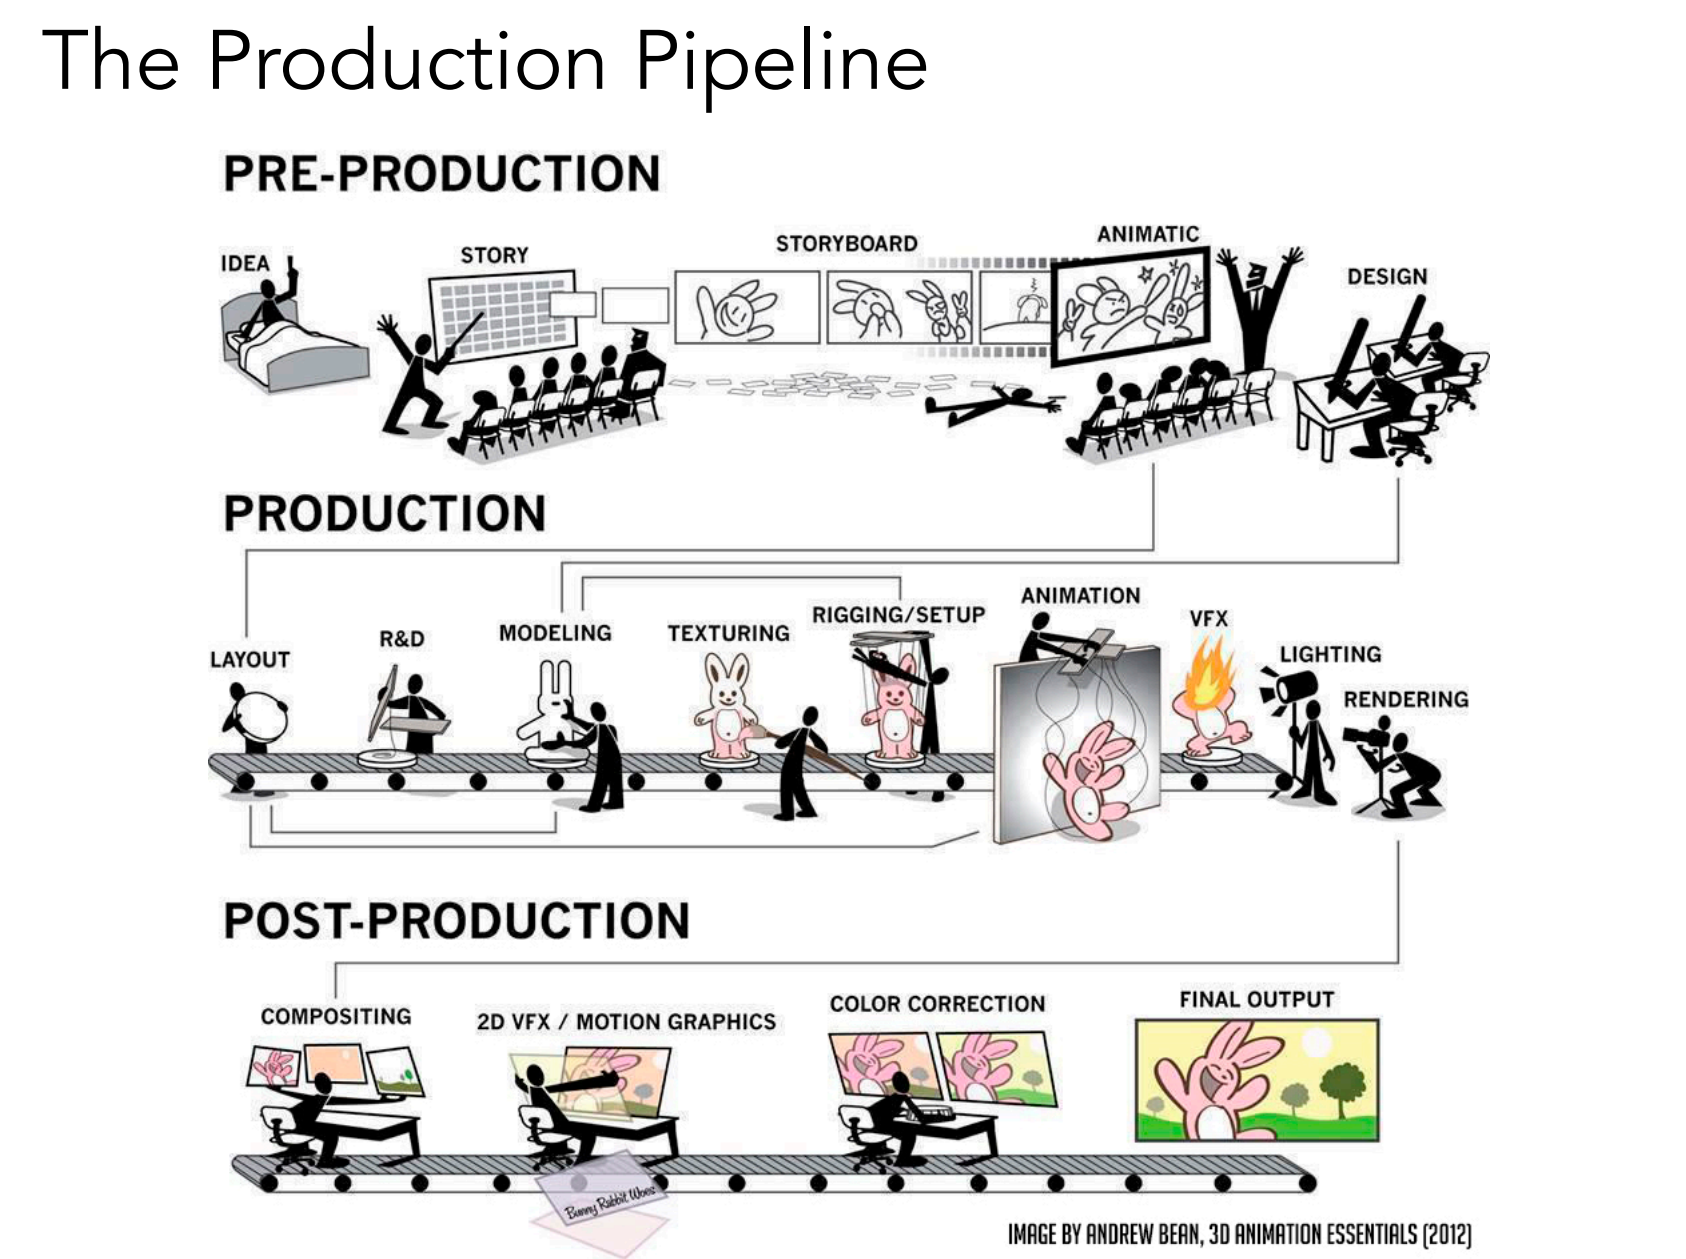 The Production Pipeline
PRE-PRODUCTION
IDEA
STORY
STORYBOARD
ANIMATIC
DESIGN
PRODUCTION
LAYOUT
R&D
MODELING
TEXTURING
RIGGING/SETUP
ANIMATION
VFX
LIGHTING
RENDERING
POST-PRODUCTION
COMPOSITING
2D VFX / MOTION GRAPHICS
COLOR CORRECTION
FINAL OUTPUT
Bunny Rabbit Woes
IMAGE BY ANDREW BEAN, 3D ANIMATION ESSENTIALS (2012)